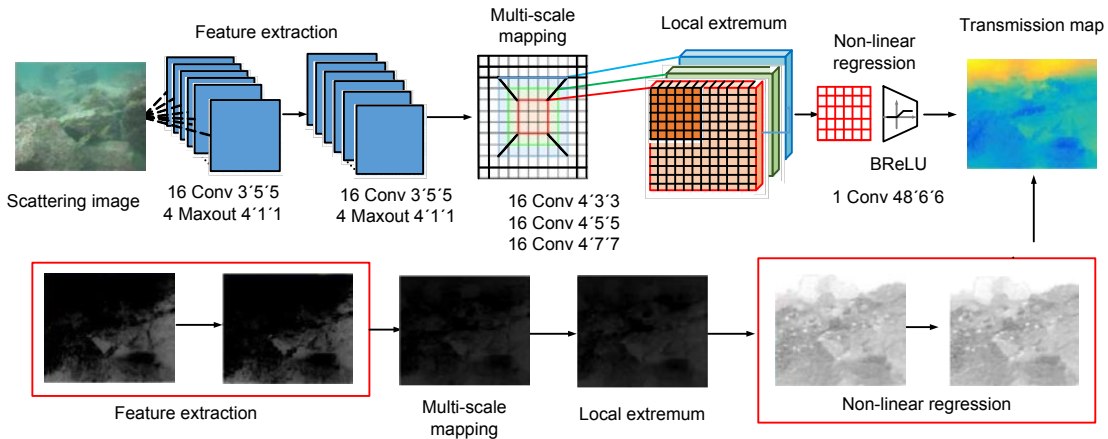 Feature extraction
Multi-scale
mapping
Local extremum
Non-linear
regression
Transmission map
BReLU
Scattering image
16 Conv 3´5´5
4 Maxout 4´1´1
16 Conv 3´5´5
4 Maxout 4´1´1
16 Conv 4´3´3
16 Conv 4´5´5
16 Conv 4´7´7
1 Conv 48´6´6
Feature extraction
Multi-scale
mapping
Local extremum
Non-linear regression